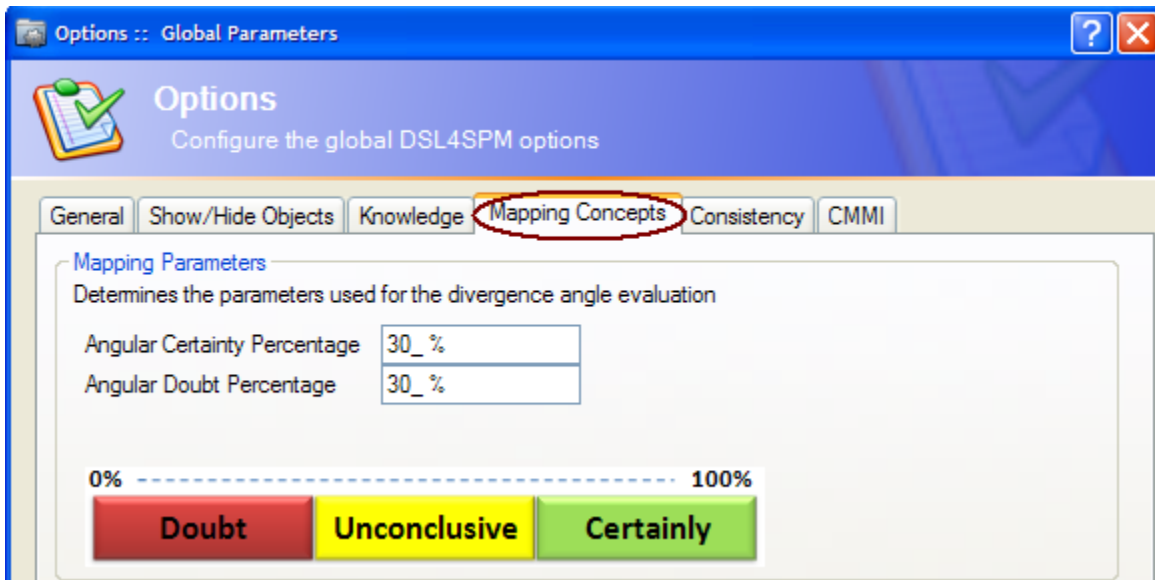 Options :: Global Parameters
?
Options
Configure the global DSL4SPM options
General Show/Hide Objects Knowledge Mapping Concepts Consistency CMMI
Mapping Parameters
Determines the parameters used for the divergence angle evaluation
Angular Certainty Percentage 30_ %
Angular Doubt Percentage 30_ %
0% 100%
Doubt Unconclusive Certainly